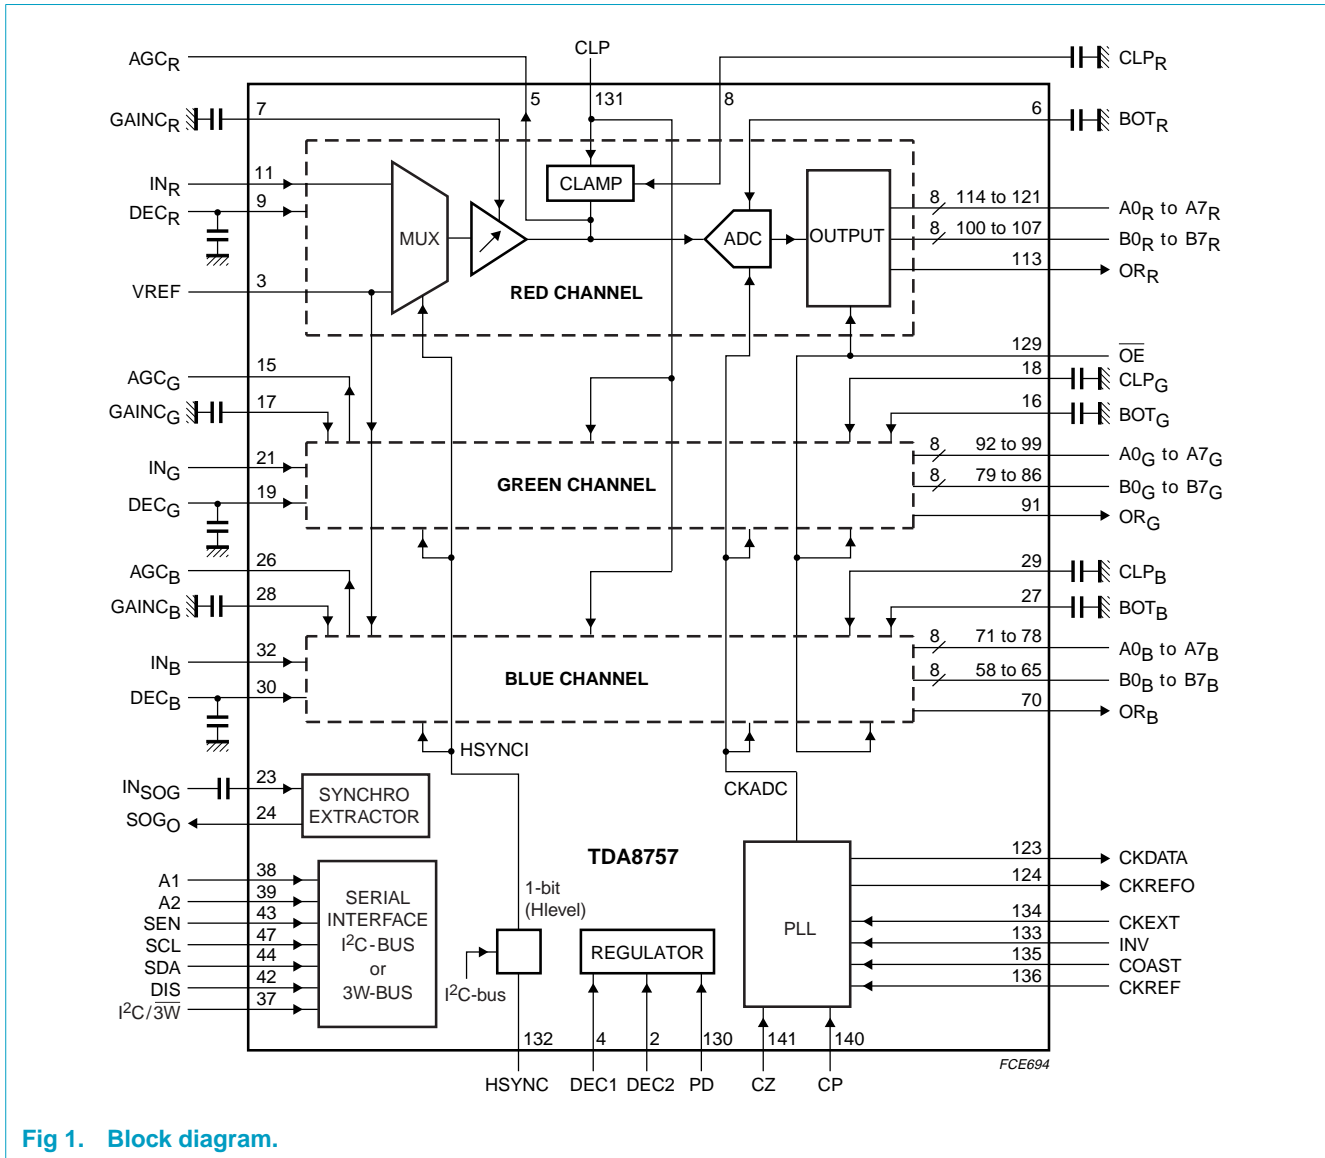 CLP
AGCR
CLPR
5
131
8
7
6
GAINCR
BOTR
11
INR
CLAMP
9
DECR
8
114 to 121
A0R to A7R
MUX
ADC
OUTPUT
8
100 to 107
B0R to B7R
113
ORR
3
VREF
RED CHANNEL
129
OE
15
AGCG
18
CLPG
17
GAINCG
16
BOTG
21
ING
8
92 to 99
A0G to A7G
GREEN CHANNEL
19
DECG
8
79 to 86
B0G to B7G
91
ORG
26
AGCB
29
CLPB
28
GAINCB
27
BOTB
32
INB
8
71 to 78
A0B to A7B
BLUE CHANNEL
30
DECB
8
58 to 65
B0B to B7B
70
ORB
HSYNCI
CKADC
23
INSOG
SYNCHRO
EXTRACTOR
24
SOGO
TDA8757
123
CKDATA
124
CKREFO
38
A1
39
A2
43
SEN
47
SCL
44
SDA
42
DIS
37
I2C/3W
SERIAL
INTERFACE
I2C-BUS
or
3W-BUS
1-bit
(Hlevel)
I2C-bus
REGULATOR
PLL
134
CKEXT
133
INV
135
COAST
136
CKREF
132
4
2
130
141
140
HSYNC
DEC1
DEC2
PD
CZ
CP
FCE694
Fig 1. Block diagram.